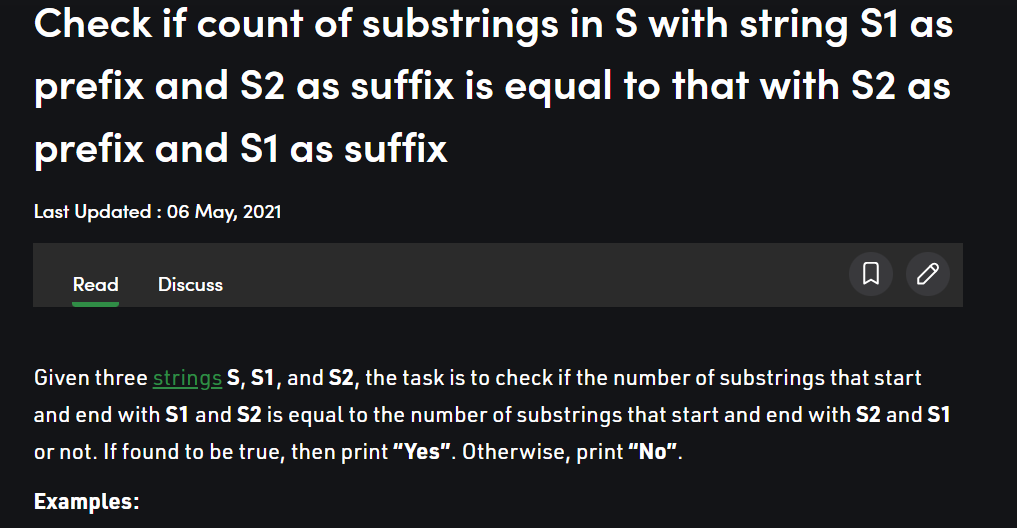 Check if count of substrings in S with string S1 as
prefix and S2 as suffix is equal to that with S2 as
prefix and S1 as suffix
Last Updated : 06 May, 2021
Read Discuss
Given three strings S, S1, and S2, the task is to check if the number of substrings that start
and end with S1 and S2 is equal to the number of substrings that start and end with S2 and S1
or not. If found to be true, then print “Yes”. Otherwise, print “No”.
Examples: